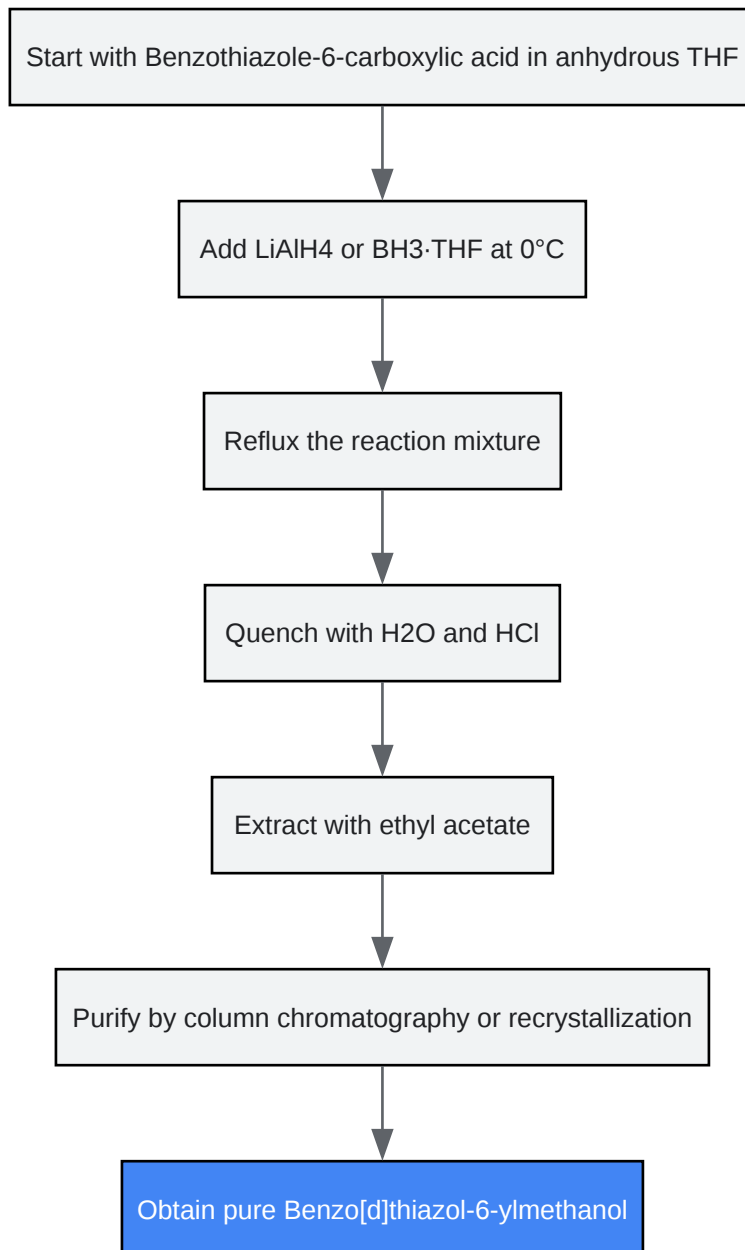 Start with Benzothiazole-6-carboxylic acid in anhydrous THF
Add LiAlH4 or BH3·THF at 0°C
Reflux the reaction mixture
Quench with H2O and HCl
Extract with ethyl acetate
Purify by column chromatography or recrystallization
Obtain pure Benzo[d]thiazol-6-ylmethanol